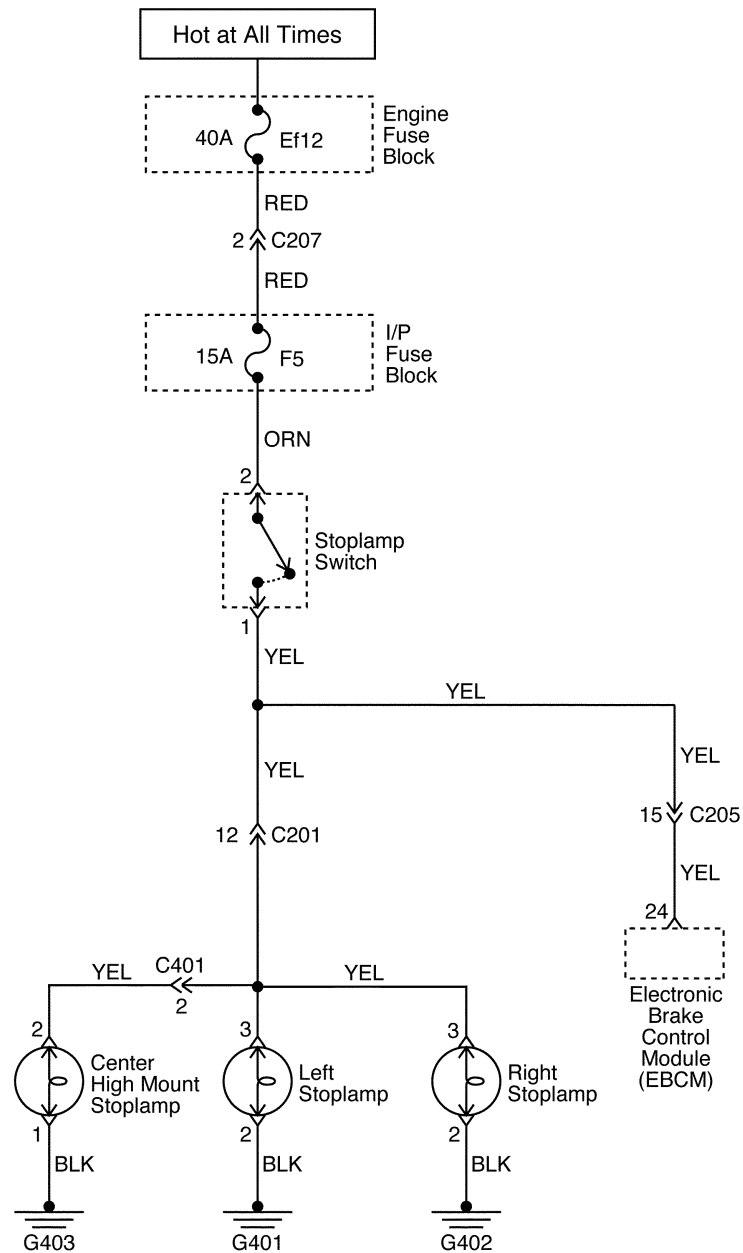 Hot at All Times
40A
Ef12
Engine
Fuse
Block
RED
2
C207
RED
15A
F5
I/P
Fuse
Block
ORN
2
Stoplamp
Switch
1
YEL
YEL
YEL
YEL
12
C201
15
C205
YEL
24
Electronic
Brake
Control
Module
(EBCM)
YEL
C401
2
YEL
2
3
3
Center
High Mount
Stoplamp
Left
Stoplamp
Right
Stoplamp
1
2
2
BLK
BLK
BLK
G403
G401
G402